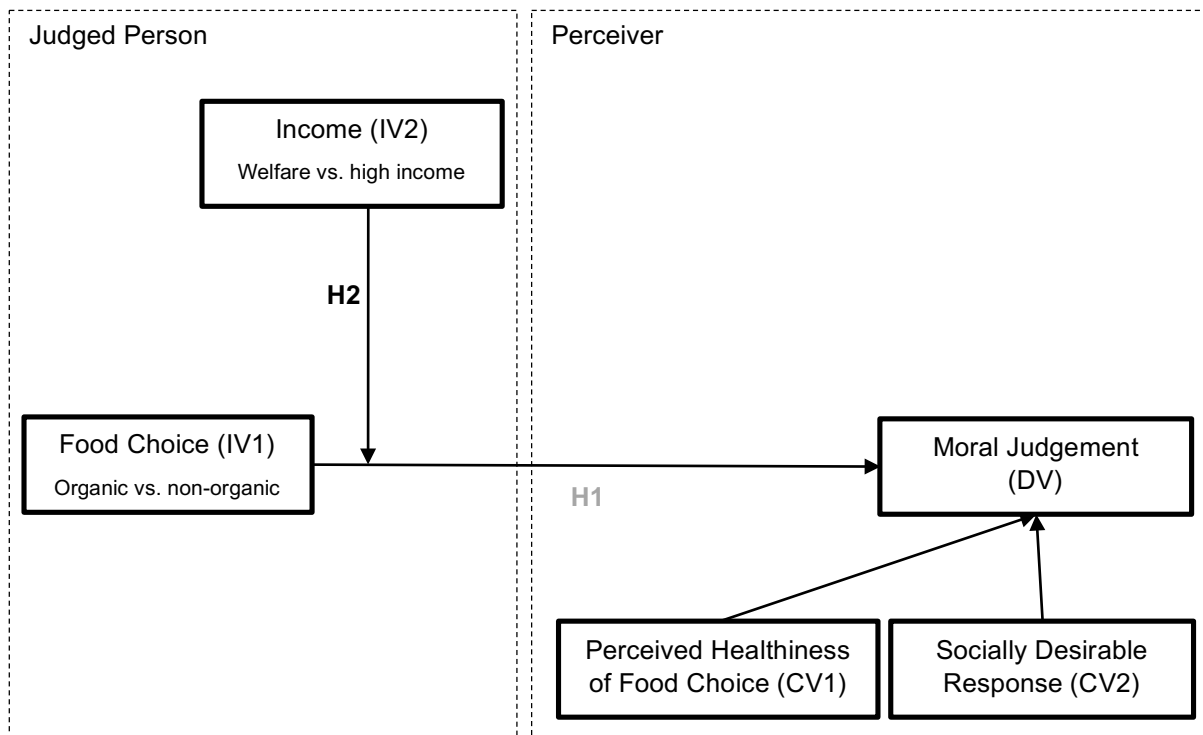 Judged Person
Perceiver
Income (IV2)
Welfare vs. high income
H2
Food Choice (IV1)
Organic vs. non-organic
H1
Moral Judgement
(DV)
Perceived Healthiness
of Food Choice (CV1)
Socially Desirable
Response (CV2)